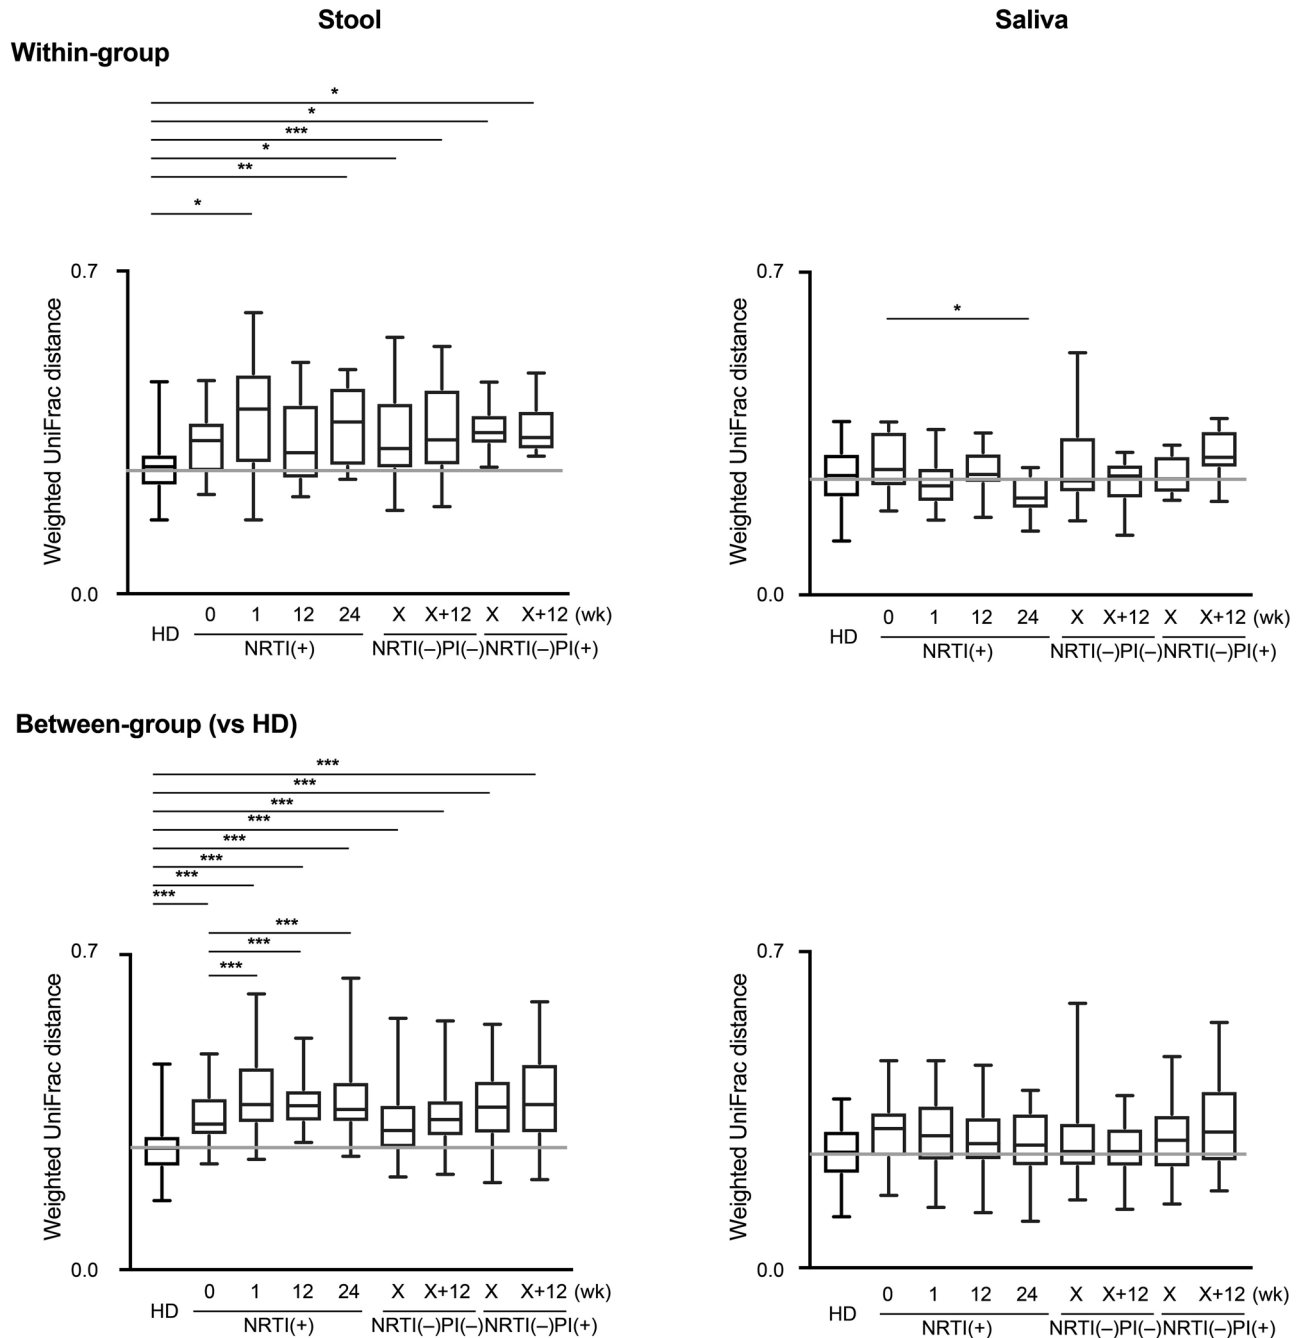 Stool
Saliva
Within-group
*
*
***
*
**
*
0.7
Weighted UniFrac distance
0.0
HD
0 1 12 24 X X+12 X X+12 (wk)
NRTI(+) NRTI(–)PI(–) NRTI(–)PI(+)
*
0.7
Weighted UniFrac distance
0.0
HD
0 1 12 24 X X+12 X X+12 (wk)
NRTI(+) NRTI(–)PI(–) NRTI(–)PI(+)
Between-group (vs HD)
***
***
***
***
***
***
***
***
***
***
***
0.7
Weighted UniFrac distance
0.0
HD
0 1 12 24 X X+12 X X+12 (wk)
NRTI(+) NRTI(–)PI(–) NRTI(–)PI(+)
0.7
Weighted UniFrac distance
0.0
HD
0 1 12 24 X X+12 X X+12 (wk)
NRTI(+) NRTI(–)PI(–) NRTI(–)PI(+)